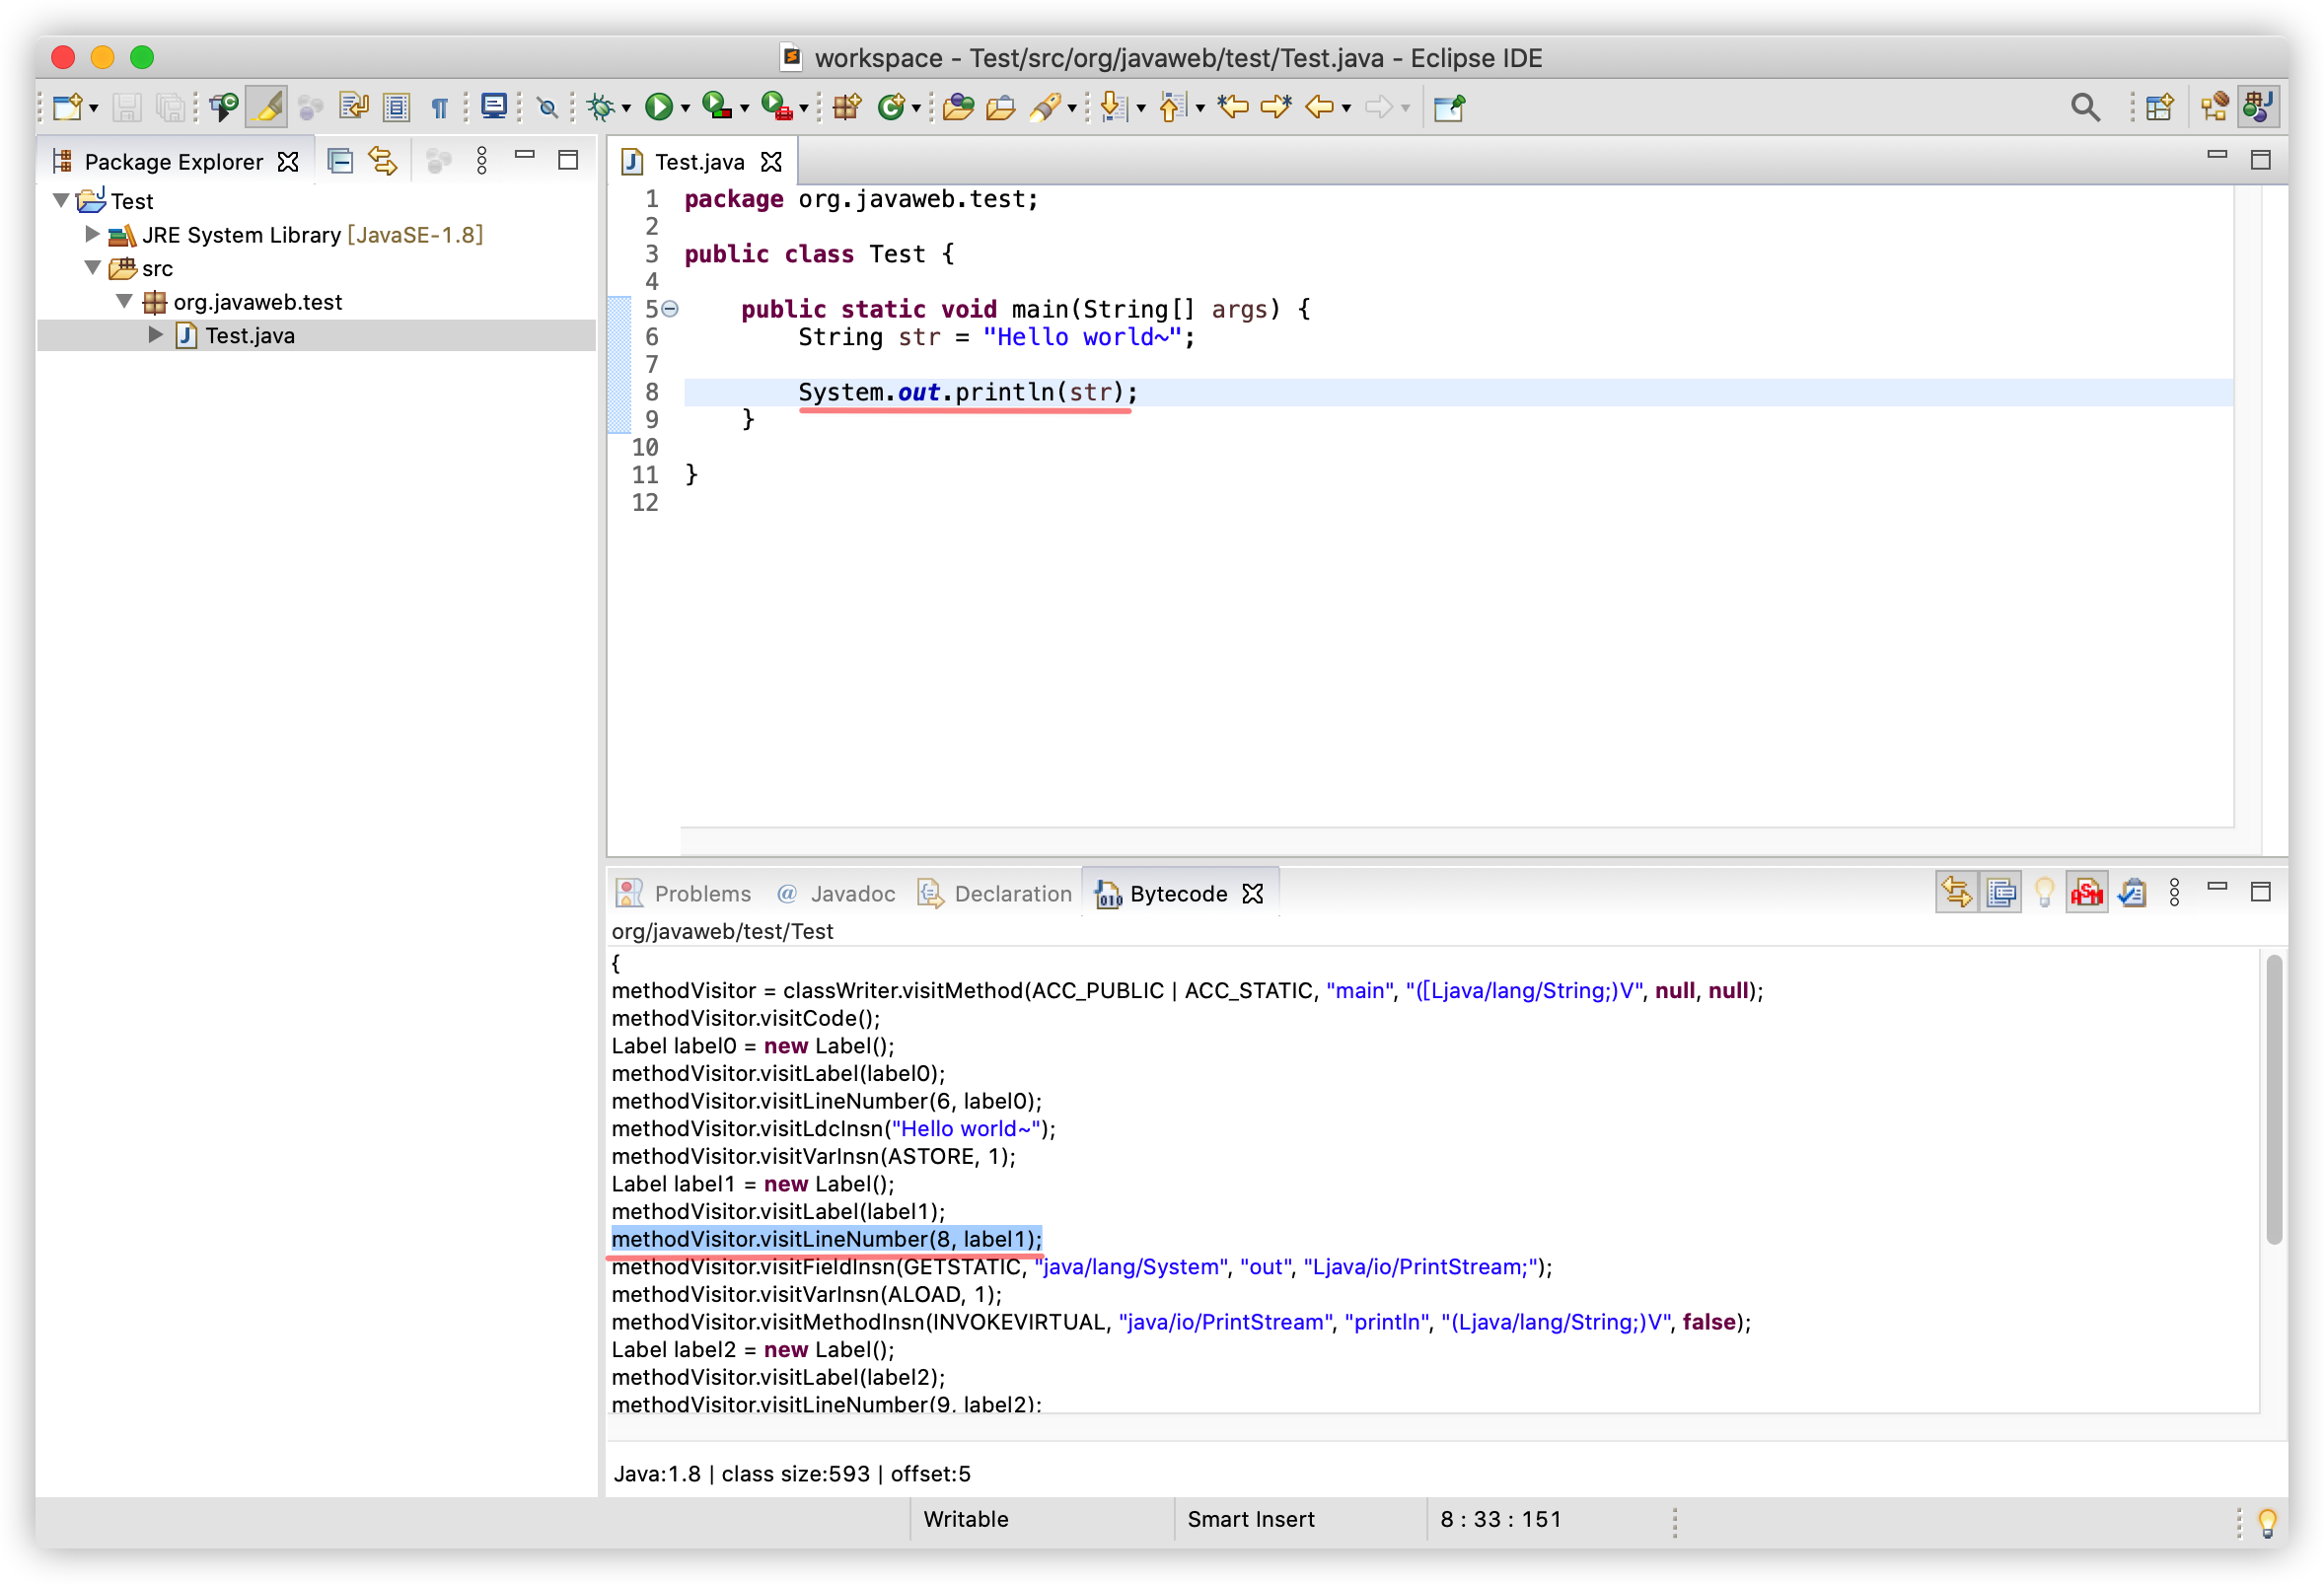 workspace - Test/src/org/javaweb/test/Test.java - Eclipse IDE
Package Explorer
Test
JRE System Library [JavaSE-1.8]
src
org.javaweb.test
Test.java
Test.java
1 package org.javaweb.test;
2
3 public class Test {
4
5 public static void main(String[] args) {
6 String str = "Hello world~";
7
8 System.out.println(str);
9 }
10
11 }
12
Problems @ Javadoc Declaration Bytecode
org/javaweb/test/Test
{
methodVisitor = classWriter.visitMethod(ACC_PUBLIC | ACC_STATIC, "main", "([Ljava/lang/String;)V", null, null);
methodVisitor.visitCode();
Label label0 = new Label();
methodVisitor.visitLabel(label0);
methodVisitor.visitLineNumber(6, label0);
methodVisitor.visitLdcInsn("Hello world~");
methodVisitor.visitVarInsn(ASTORE, 1);
Label label1 = new Label();
methodVisitor.visitLabel(label1);
methodVisitor.visitLineNumber(8, label1);
methodVisitor.visitFieldInsn(GETSTATIC, "java/lang/System", "out", "Ljava/io/PrintStream;");
methodVisitor.visitVarInsn(ALOAD, 1);
methodVisitor.visitMethodInsn(INVOKEVIRTUAL, "java/io/PrintStream", "println", "(Ljava/lang/String;)V", false);
Label label2 = new Label();
methodVisitor.visitLabel(label2);
methodVisitor.visitLineNumber(9, label2);
Java:1.8 | class size:593 | offset:5
Writable Smart Insert 8 : 33 : 151